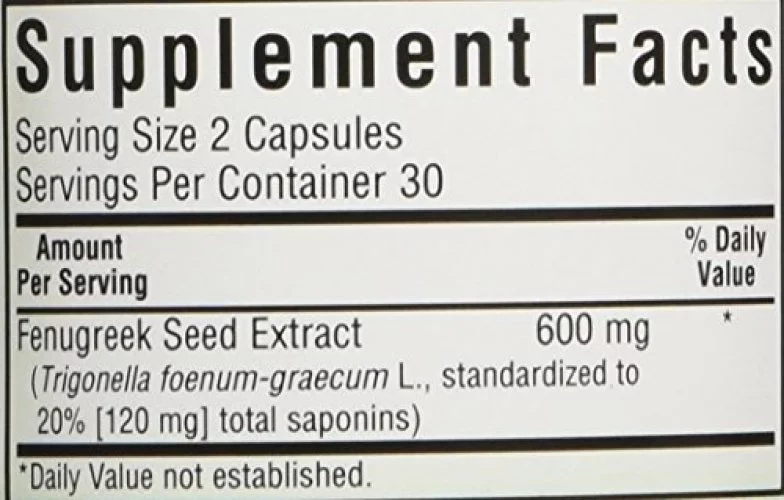 Supplement Facts
Serving Size 2 Capsules
Servings Per Container 30
Amount % Daily
Per Serving Value
Fenugreek Seed Extract 600 mg *
(Trigonella foenum-graecum L., standardized to
20% [120 mg] total saponins)
*Daily Value not established.